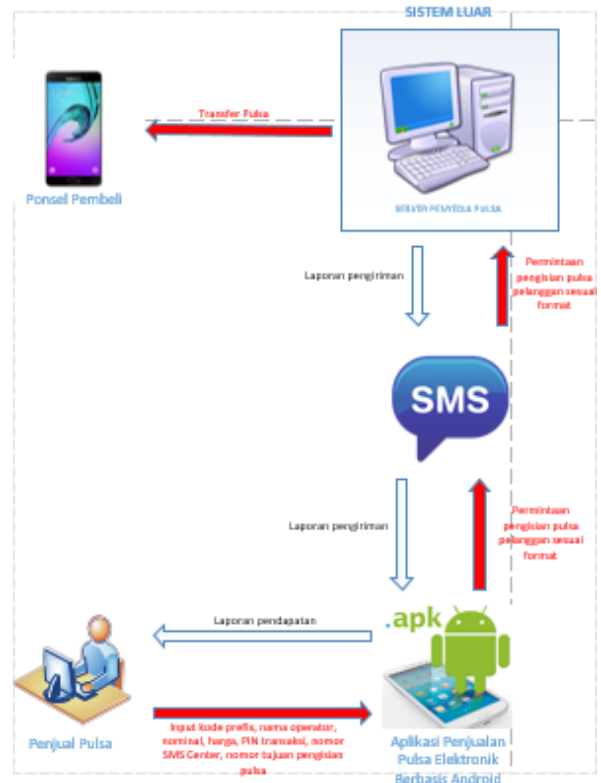 SISTEM LUAR
Transfer Pulsa
Ponsel Pembeli
SERVER PENYEDIA PULSA
Laporan pengiriman
Permintaan
pengisian pulsa
pelanggan sesuai
format
SMS
Laporan pengiriman
Permintaan
pengisian pulsa
pelanggan sesuai
format
Laporan pendapatan
.apk
Penjual Pulsa
Input kode prefis, nama operator,
nominal, harga, PIN transaksi, nomor
SMS Center, nomor tujuan pengisian
pulsa
Aplikasi Penjualan
Pulsa Elektronik
Berbasis Android